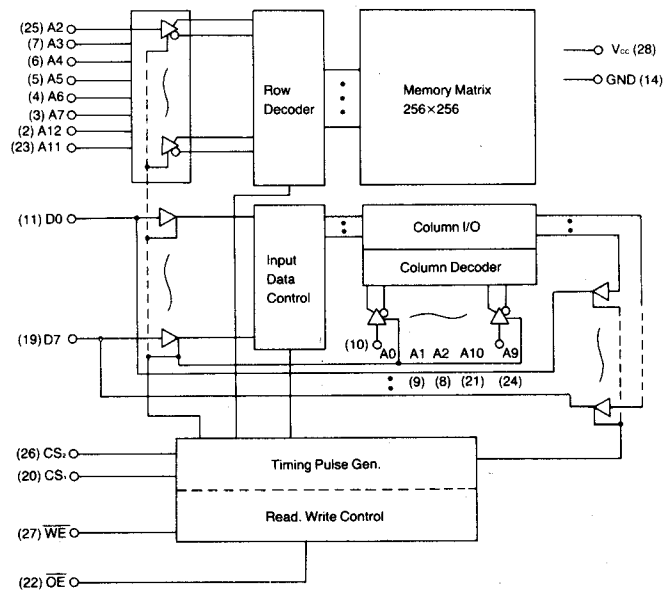 (25) A2
(7) A3
(6) A4
(5) A5
(4) A6
(3) A7
(2) A12
(23) A11
Row
Decoder
Memory Matrix
256×256
Vcc (28)
GND (14)
(11) D0
(19) D7
Input
Data
Control
Column I/O
Column Decoder
(10) A0 A1 A2 A10 A9
(9) (8) (21) (24)
(26) CS₂
(20) CS₁
(27) W̅E̅
(22) O̅E̅
Timing Pulse Gen.
Read. Write Control